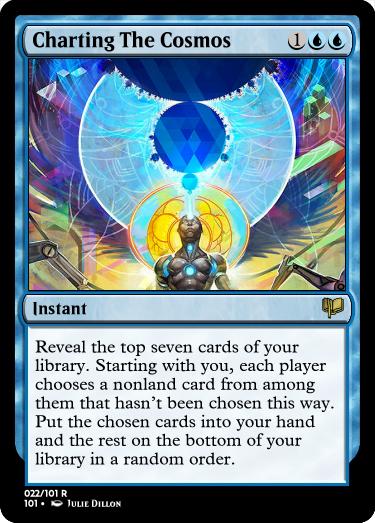 Charting The Cosmos 1
Instant
Reveal the top seven cards of your
library. Starting with you, each player
chooses a nonland card from among
them that hasn't been chosen this way.
Put the chosen cards into your hand
and the rest on the bottom of your
library in a random order.
022/101 R
101 • Julie Dillon